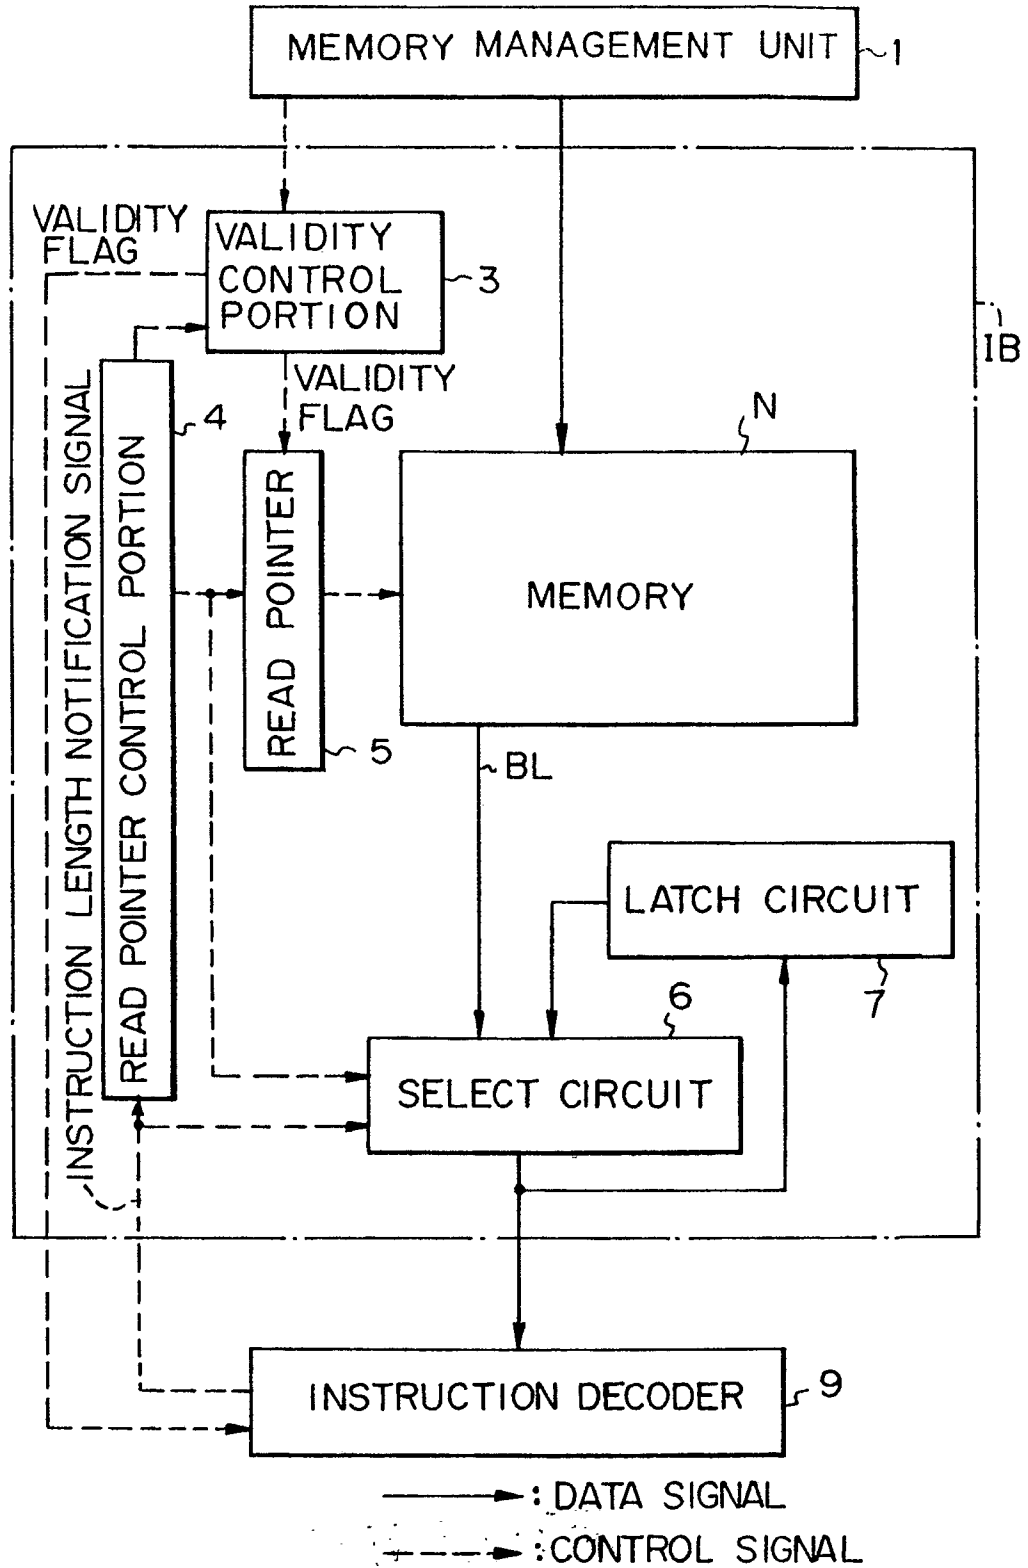 MEMORY MANAGEMENT UNIT
1
VALIDITY
FLAG
VALIDITY
CONTROL
PORTION
3
IB
VALIDITY
FLAG
4
N
INSTRUCTION LENGTH NOTIFICATION SIGNAL
READ POINTER CONTROL PORTION
READ POINTER
5
MEMORY
BL
LATCH CIRCUIT
7
6
SELECT CIRCUIT
INSTRUCTION DECODER
9
: DATA SIGNAL
: CONTROL SIGNAL